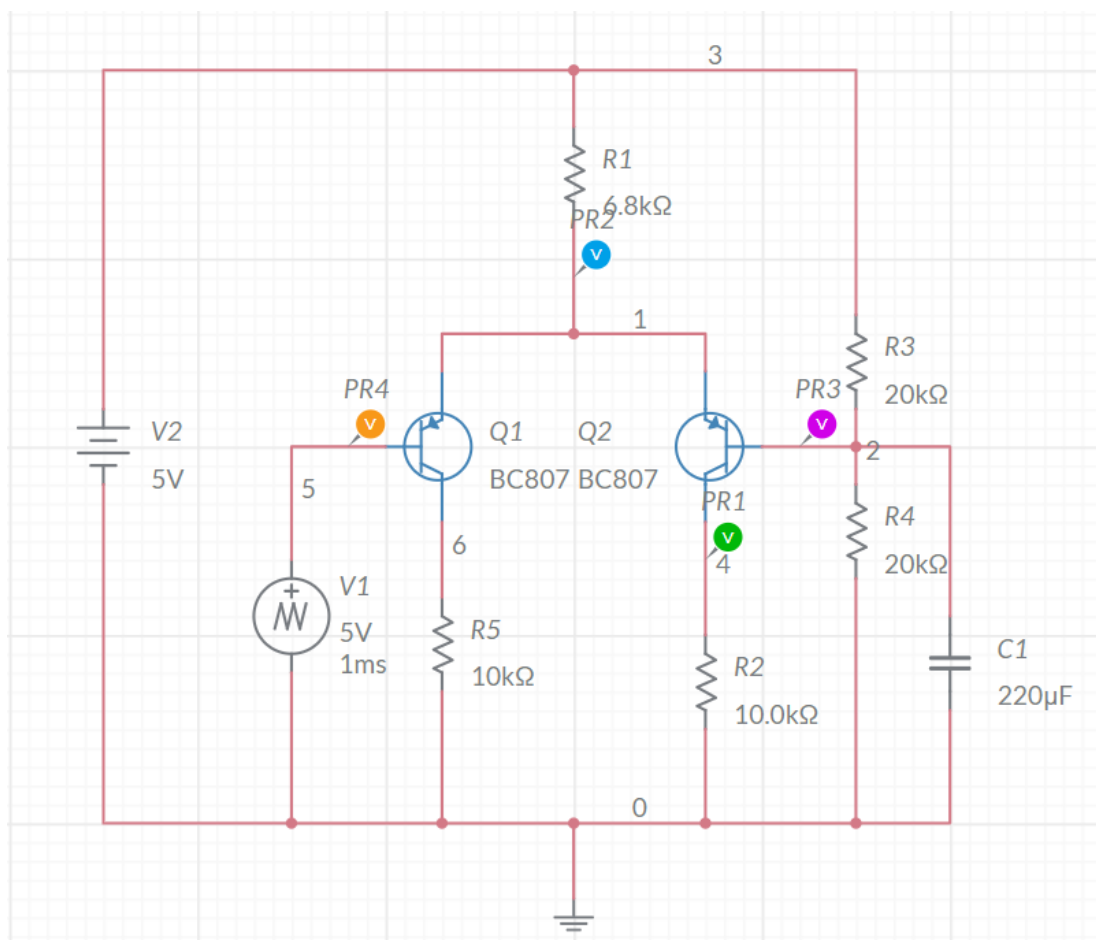 3
R1
6.8kΩ
PR2
V
1
R3
20kΩ
PR4
V
PR3
V
V2
5V
Q1
BC807
Q2
BC807
2
5
PR1
V
4
6
R4
20kΩ
V1
5V
1ms
+
R5
10kΩ
R2
10.0kΩ
C1
220µF
0